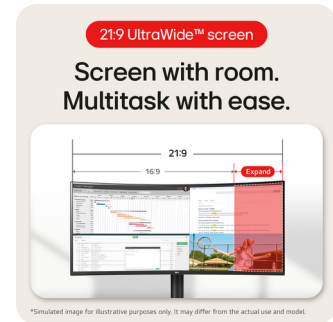 21:9 UltraWide™ screen
Screen with room.
Multitask with ease.
21:9
16:9
Expand
*Simulated image for illustrative purposes only. It may differ from the actual use and model.